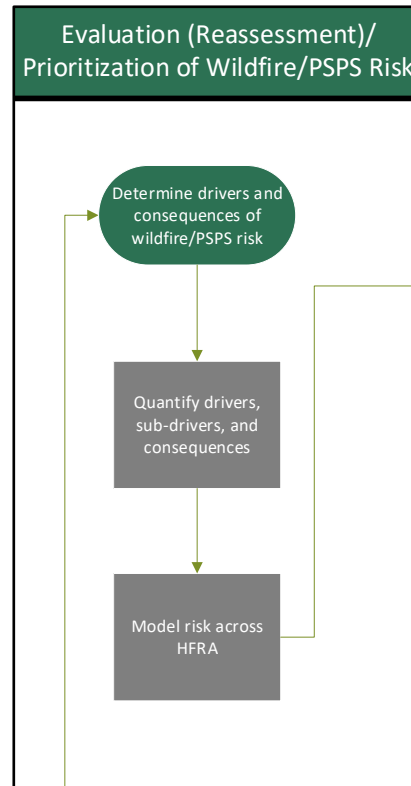 Evaluation (Reassessment)/
Prioritization of Wildfire/PSPS Risk
Determine drivers and
consequences of
wildfire/PSPS risk
Quantify drivers,
sub-drivers, and
consequences
Model risk across
HFRA